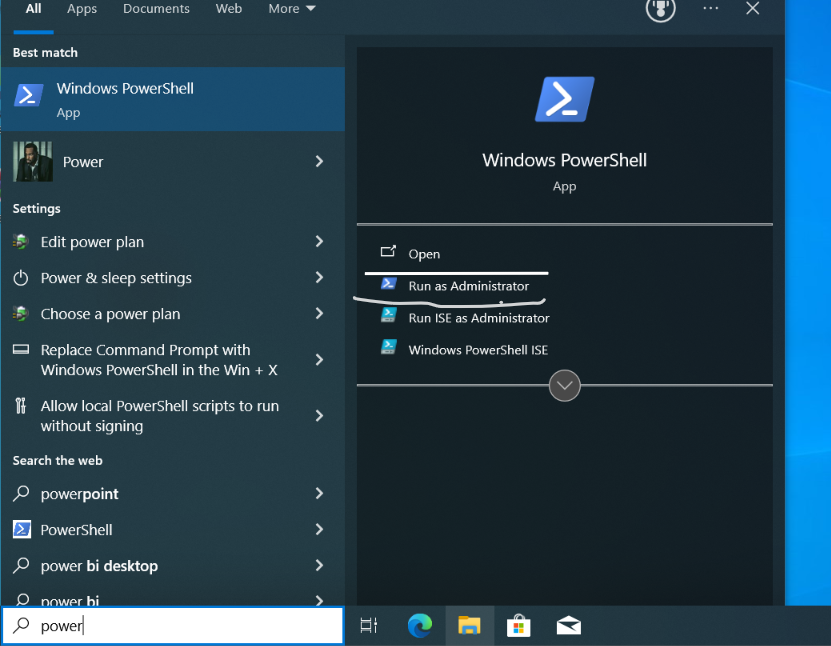 All Apps Documents Web More
Best match
Windows PowerShell
App
Power
Settings
Edit power plan
Power & sleep settings
Choose a power plan
Replace Command Prompt with
Windows PowerShell in the Win + X
Allow local PowerShell scripts to run
without signing
Search the web
powerpoint
PowerShell
power bi desktop
power bi
power
Windows PowerShell
App
Open
Run as Administrator
Run ISE as Administrator
Windows PowerShell ISE